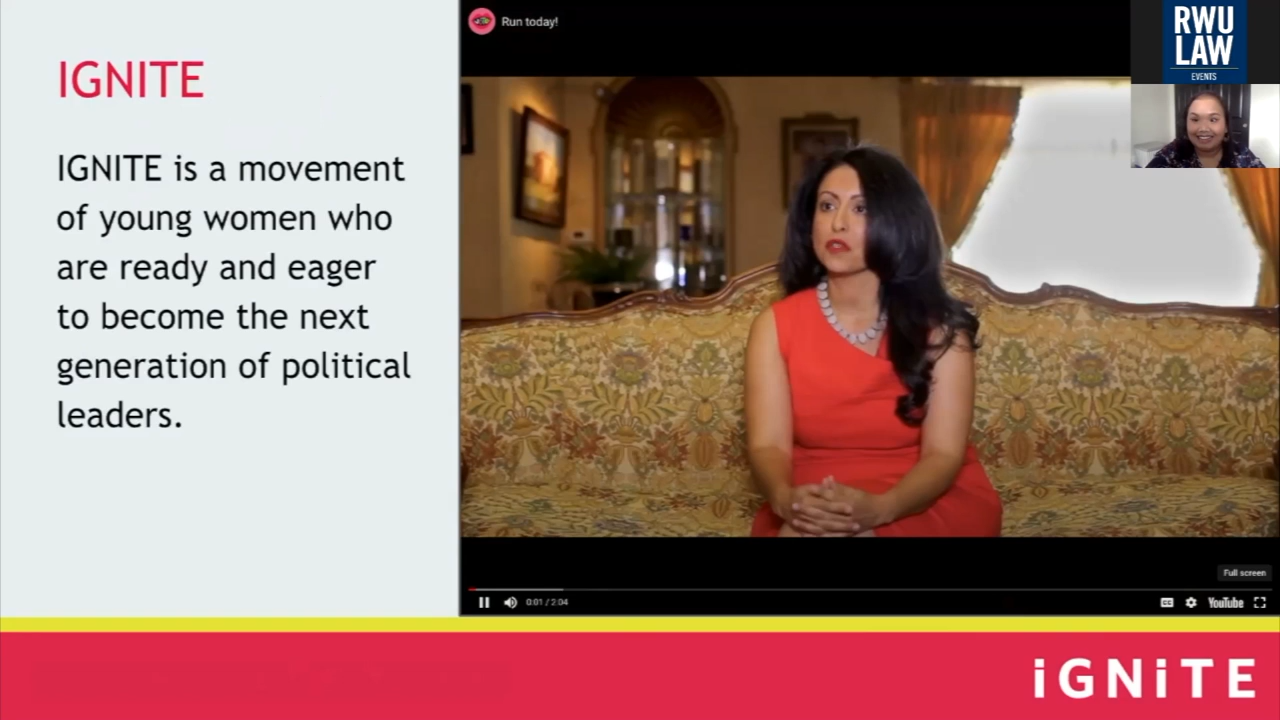 IGNITE
IGNITE is a movement
of young women who
are ready and eager
to become the next
generation of political
leaders.
Run today!
RWU
LAW
EVENTS
Full screen
0:01 / 2:04
CC
YouTube
iGNiTE